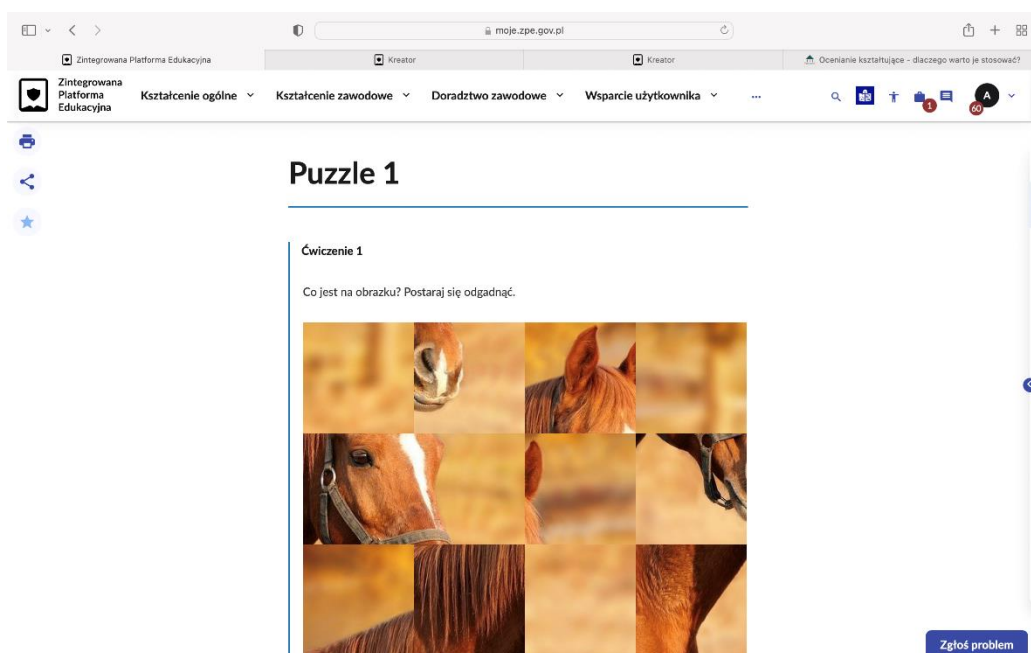 moje.zpe.gov.pl
Zintegrowana Platforma Edukacyjna
Kreator
Kreator
Ocenianie kształtujące - dlaczego warto je stosować?
Zintegrowana
Platforma
Edukacyjna
Kształcenie ogólne
Kształcenie zawodowe
Doradztwo zawodowe
Wsparcie użytkownika
...
1
60
A
Puzzle 1
Ćwiczenie 1
Co jest na obrazku? Postaraj się odgadnąć.
Zgłoś problem